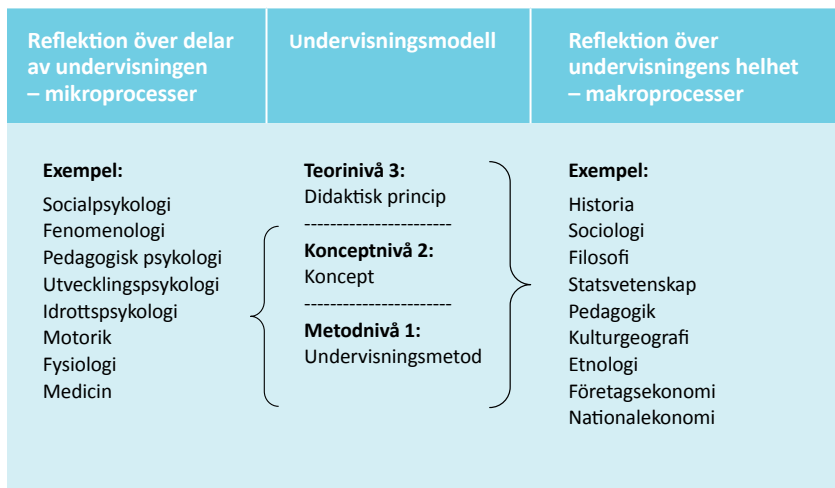 Reflektion över delar
av undervisningen
– mikroprocesser
Undervisningsmodell
Reflektion över
undervisningens helhet
– makroprocesser
Exempel:
Socialpsykologi
Fenomenologi
Pedagogisk psykologi
Utvecklingspsykologi
Idrottspsykologi
Motorik
Fysiologi
Medicin
Teorinivå 3:
Didaktisk princip
-----------------------
Konceptnivå 2:
Koncept
-----------------------
Metodnivå 1:
Undervisningsmetod
Exempel:
Historia
Sociologi
Filosofi
Statsvetenskap
Pedagogik
Kulturgeografi
Etnologi
Företagsekonomi
Nationalekonomi